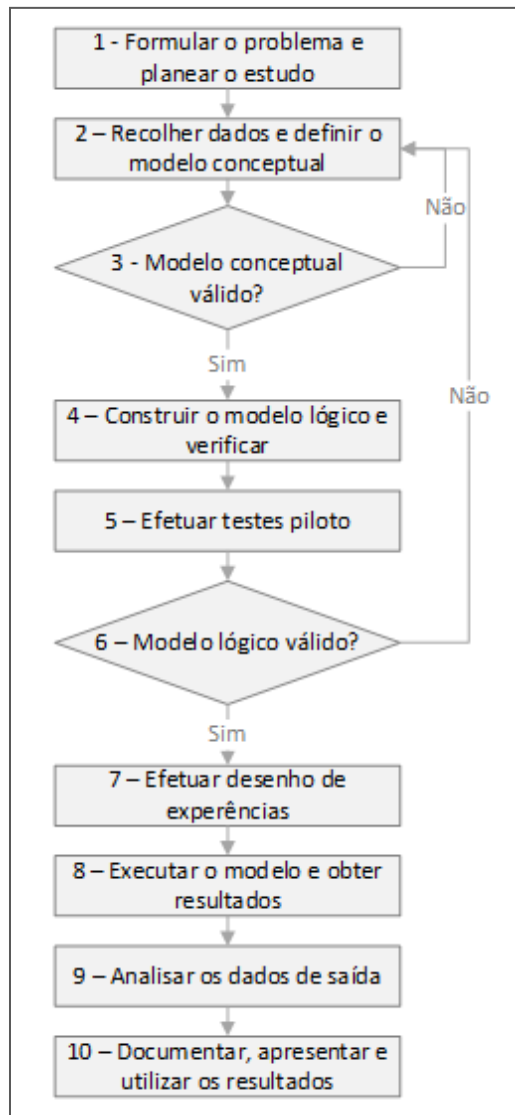 1 - Formular o problema e
planear o estudo
2 – Recolher dados e definir o
modelo conceptual
Não
3 - Modelo conceptual
válido?
Sim
Não
4 – Construir o modelo lógico e
verificar
5 – Efetuar testes piloto
6 – Modelo lógico válido?
Sim
7 – Efetuar desenho de
experências
8 – Executar o modelo e obter
resultados
9 – Analisar os dados de saída
10 – Documentar, apresentar e
utilizar os resultados